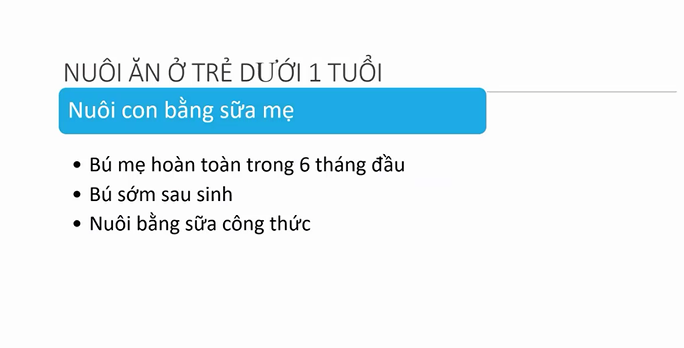 NUÔI ĂN Ở TRẺ DƯỚI 1 TUỔI
Nuôi con bằng sữa mẹ
• Bú mẹ hoàn toàn trong 6 tháng đầu
• Bú sớm sau sinh
• Nuôi bằng sữa công thức